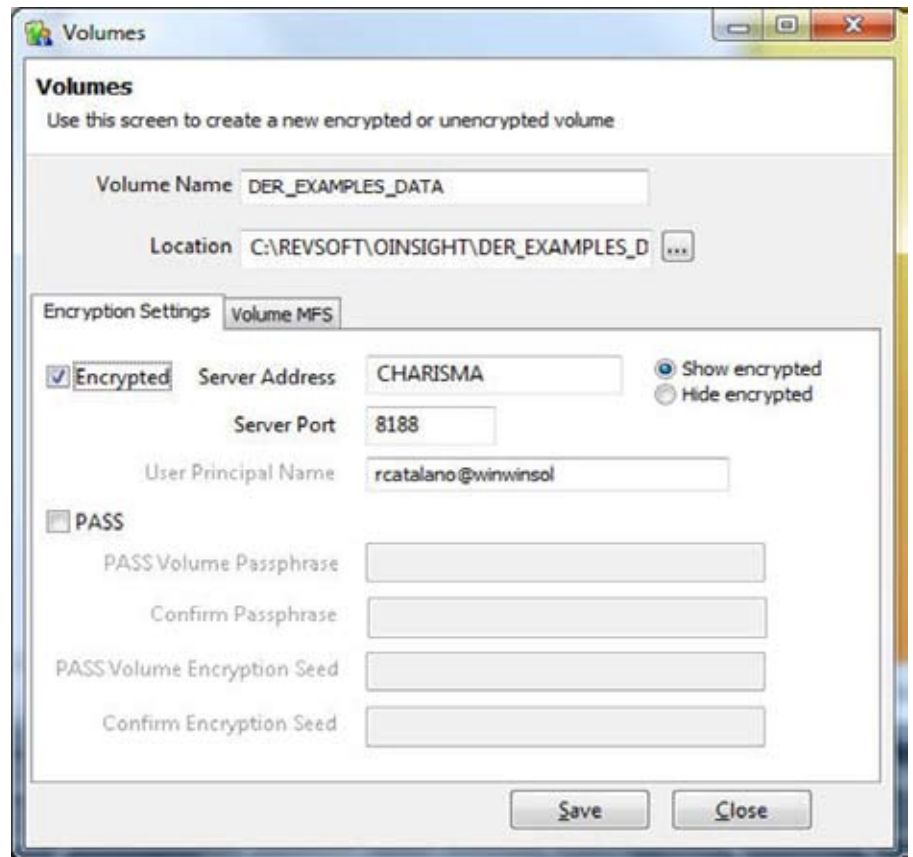 Volumes
Volumes
Use this screen to create a new encrypted or unencrypted volume
Volume Name DER_EXAMPLES_DATA
Location C:\REVSOFT\OINSIGHT\DER_EXAMPLES_D ...
Encryption Settings Volume MFS
Encrypted Server Address CHARISMA Show encrypted
Hide encrypted
Server Port 8188
User Principal Name rcatalano@winwinsol
PASS
PASS Volume Passphrase
Confirm Passphrase
PASS Volume Encryption Seed
Confirm Encryption Seed
Save Close